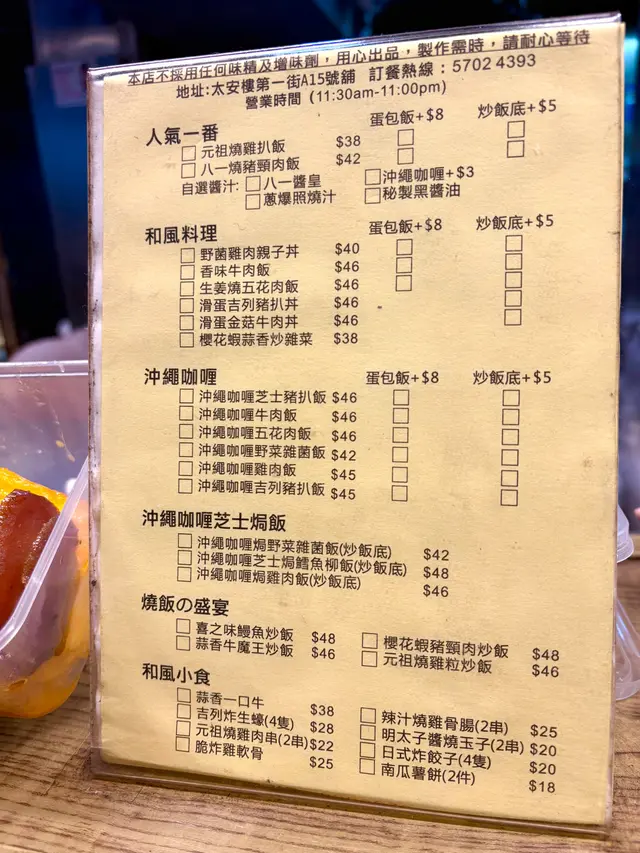 本店不採用任何味精及增味劑，用心出品，製作需時，請耐心等待
地址:太安樓第一街A15號舖 訂餐熱線：5702 4393
營業時間 (11:30am-11:00pm)
人氣一番 蛋包飯+$8 炒飯底+$5
元祖燒雞扒飯 $38
八一燒豬頸肉飯 $42
自選醬汁: 八一醬皇 沖繩咖喱+$3
蔥爆照燒汁 秘製黑醬油
和風料理 蛋包飯+$8 炒飯底+$5
野菌雞肉親子丼 $40
香味牛肉飯 $46
生姜燒五花肉飯 $46
滑蛋吉列豬扒丼 $46
滑蛋金菇牛肉丼 $46
櫻花蝦蒜香炒雜菜 $38
沖繩咖喱 蛋包飯+$8 炒飯底+$5
沖繩咖喱芝士豬扒飯 $46
沖繩咖喱牛肉飯 $46
沖繩咖喱五花肉飯 $46
沖繩咖喱野菜雜菌飯 $42
沖繩咖喱雞肉飯 $45
沖繩咖喱吉列豬扒飯 $45
沖繩咖喱芝士焗飯
沖繩咖喱焗野菜雜菌飯(炒飯底) $42
沖繩咖喱芝士焗鱈魚柳飯(炒飯底) $48
沖繩咖喱焗雞肉飯(炒飯底) $46
燒飯の盛宴
喜之味鰻魚炒飯 $48 櫻花蝦豬頸肉炒飯 $48
蒜香牛魔王炒飯 $46 元祖燒雞粒炒飯 $46
和風小食
蒜香一口牛 $38 辣汁燒雞骨腸(2串) $25
吉列炸生蠔(4隻) $28 明太子醬燒玉子(2串) $20
元祖燒雞肉串(2串) $22 日式炸餃子(4隻) $20
脆炸雞軟骨 $25 南瓜薯餅(2件) $18